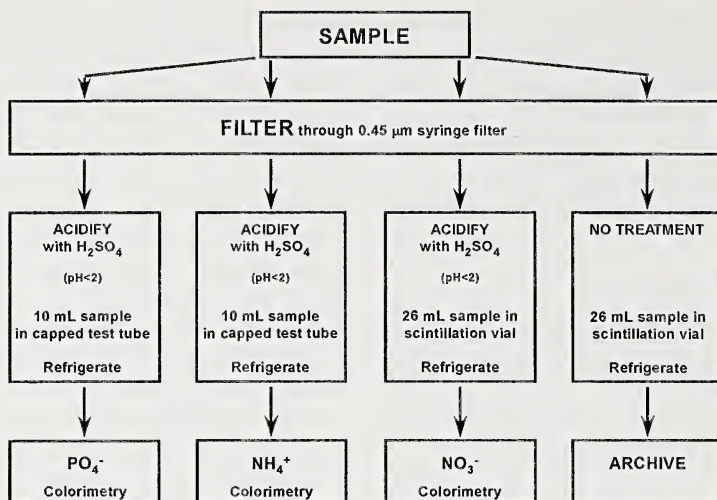 SAMPLE
FILTER through 0.45 µm syringe filter
ACIDIFY
with H₂SO₄
(pH<2)
10 mL sample
in capped test tube
Refrigerate
ACIDIFY
with H₂SO₄
(pH<2)
10 mL sample
in capped test tube
Refrigerate
ACIDIFY
with H₂SO₄
(pH<2)
26 mL sample in
scintillation vial
Refrigerate
NO TREATMENT
26 mL sample in
scintillation vial
Refrigerate
PO₄⁻
Colorimetry
NH₄⁺
Colorimetry
NO₃⁻
Colorimetry
ARCHIVE